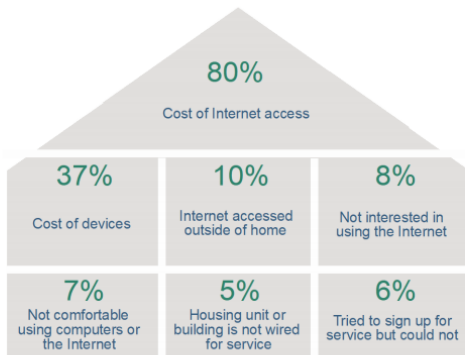 80%
Cost of Internet access
37%
Cost of devices
10%
Internet accessed
outside of home
8%
Not interested in
using the Internet
7%
Not comfortable
using computers or
the Internet
5%
Housing unit or
building is not wired
for service
6%
Tried to sign up for
service but could not